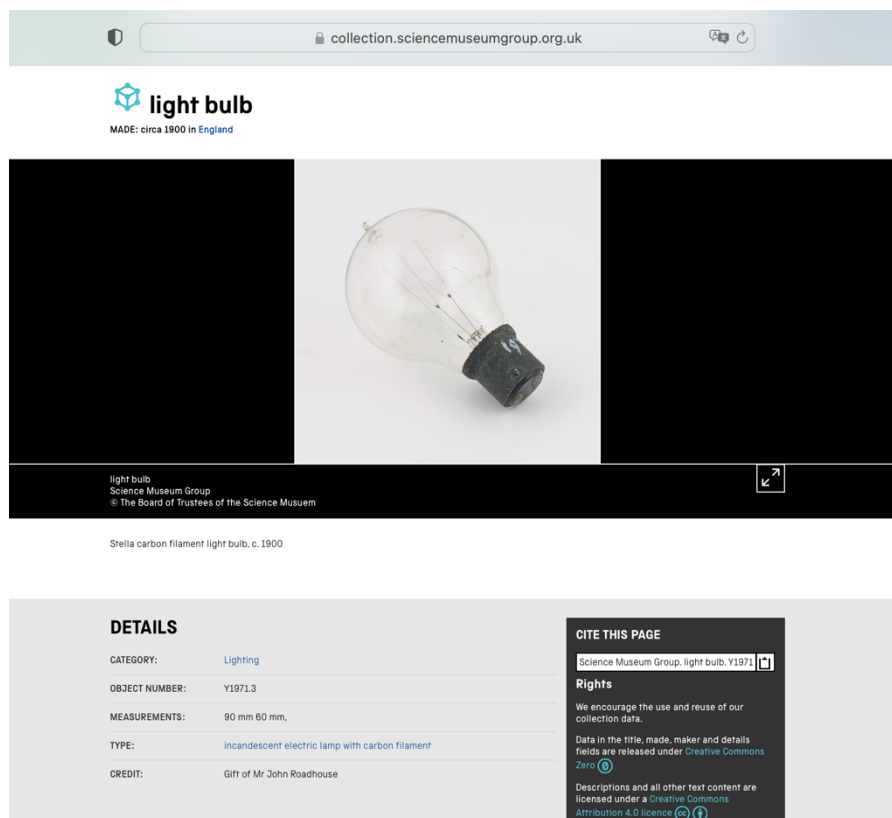 collection.sciencemuseumgroup.org.uk
light bulb
MADE: circa 1900 in England
light bulb
Science Museum Group
© The Board of Trustees of the Science Musuem
Stella carbon filament light bulb, c. 1900
DETAILS
CATEGORY: Lighting
OBJECT NUMBER: Y1971.3
MEASUREMENTS: 90 mm 60 mm,
TYPE: incandescent electric lamp with carbon filament
CREDIT: Gift of Mr John Roadhouse
CITE THIS PAGE
Science Museum Group. light bulb. Y1971
Rights
We encourage the use and reuse of our
collection data.
Data in the title, made, maker and details
fields are released under Creative Commons
Zero
Descriptions and all other text content are
licensed under a Creative Commons
Attribution 4.0 licence